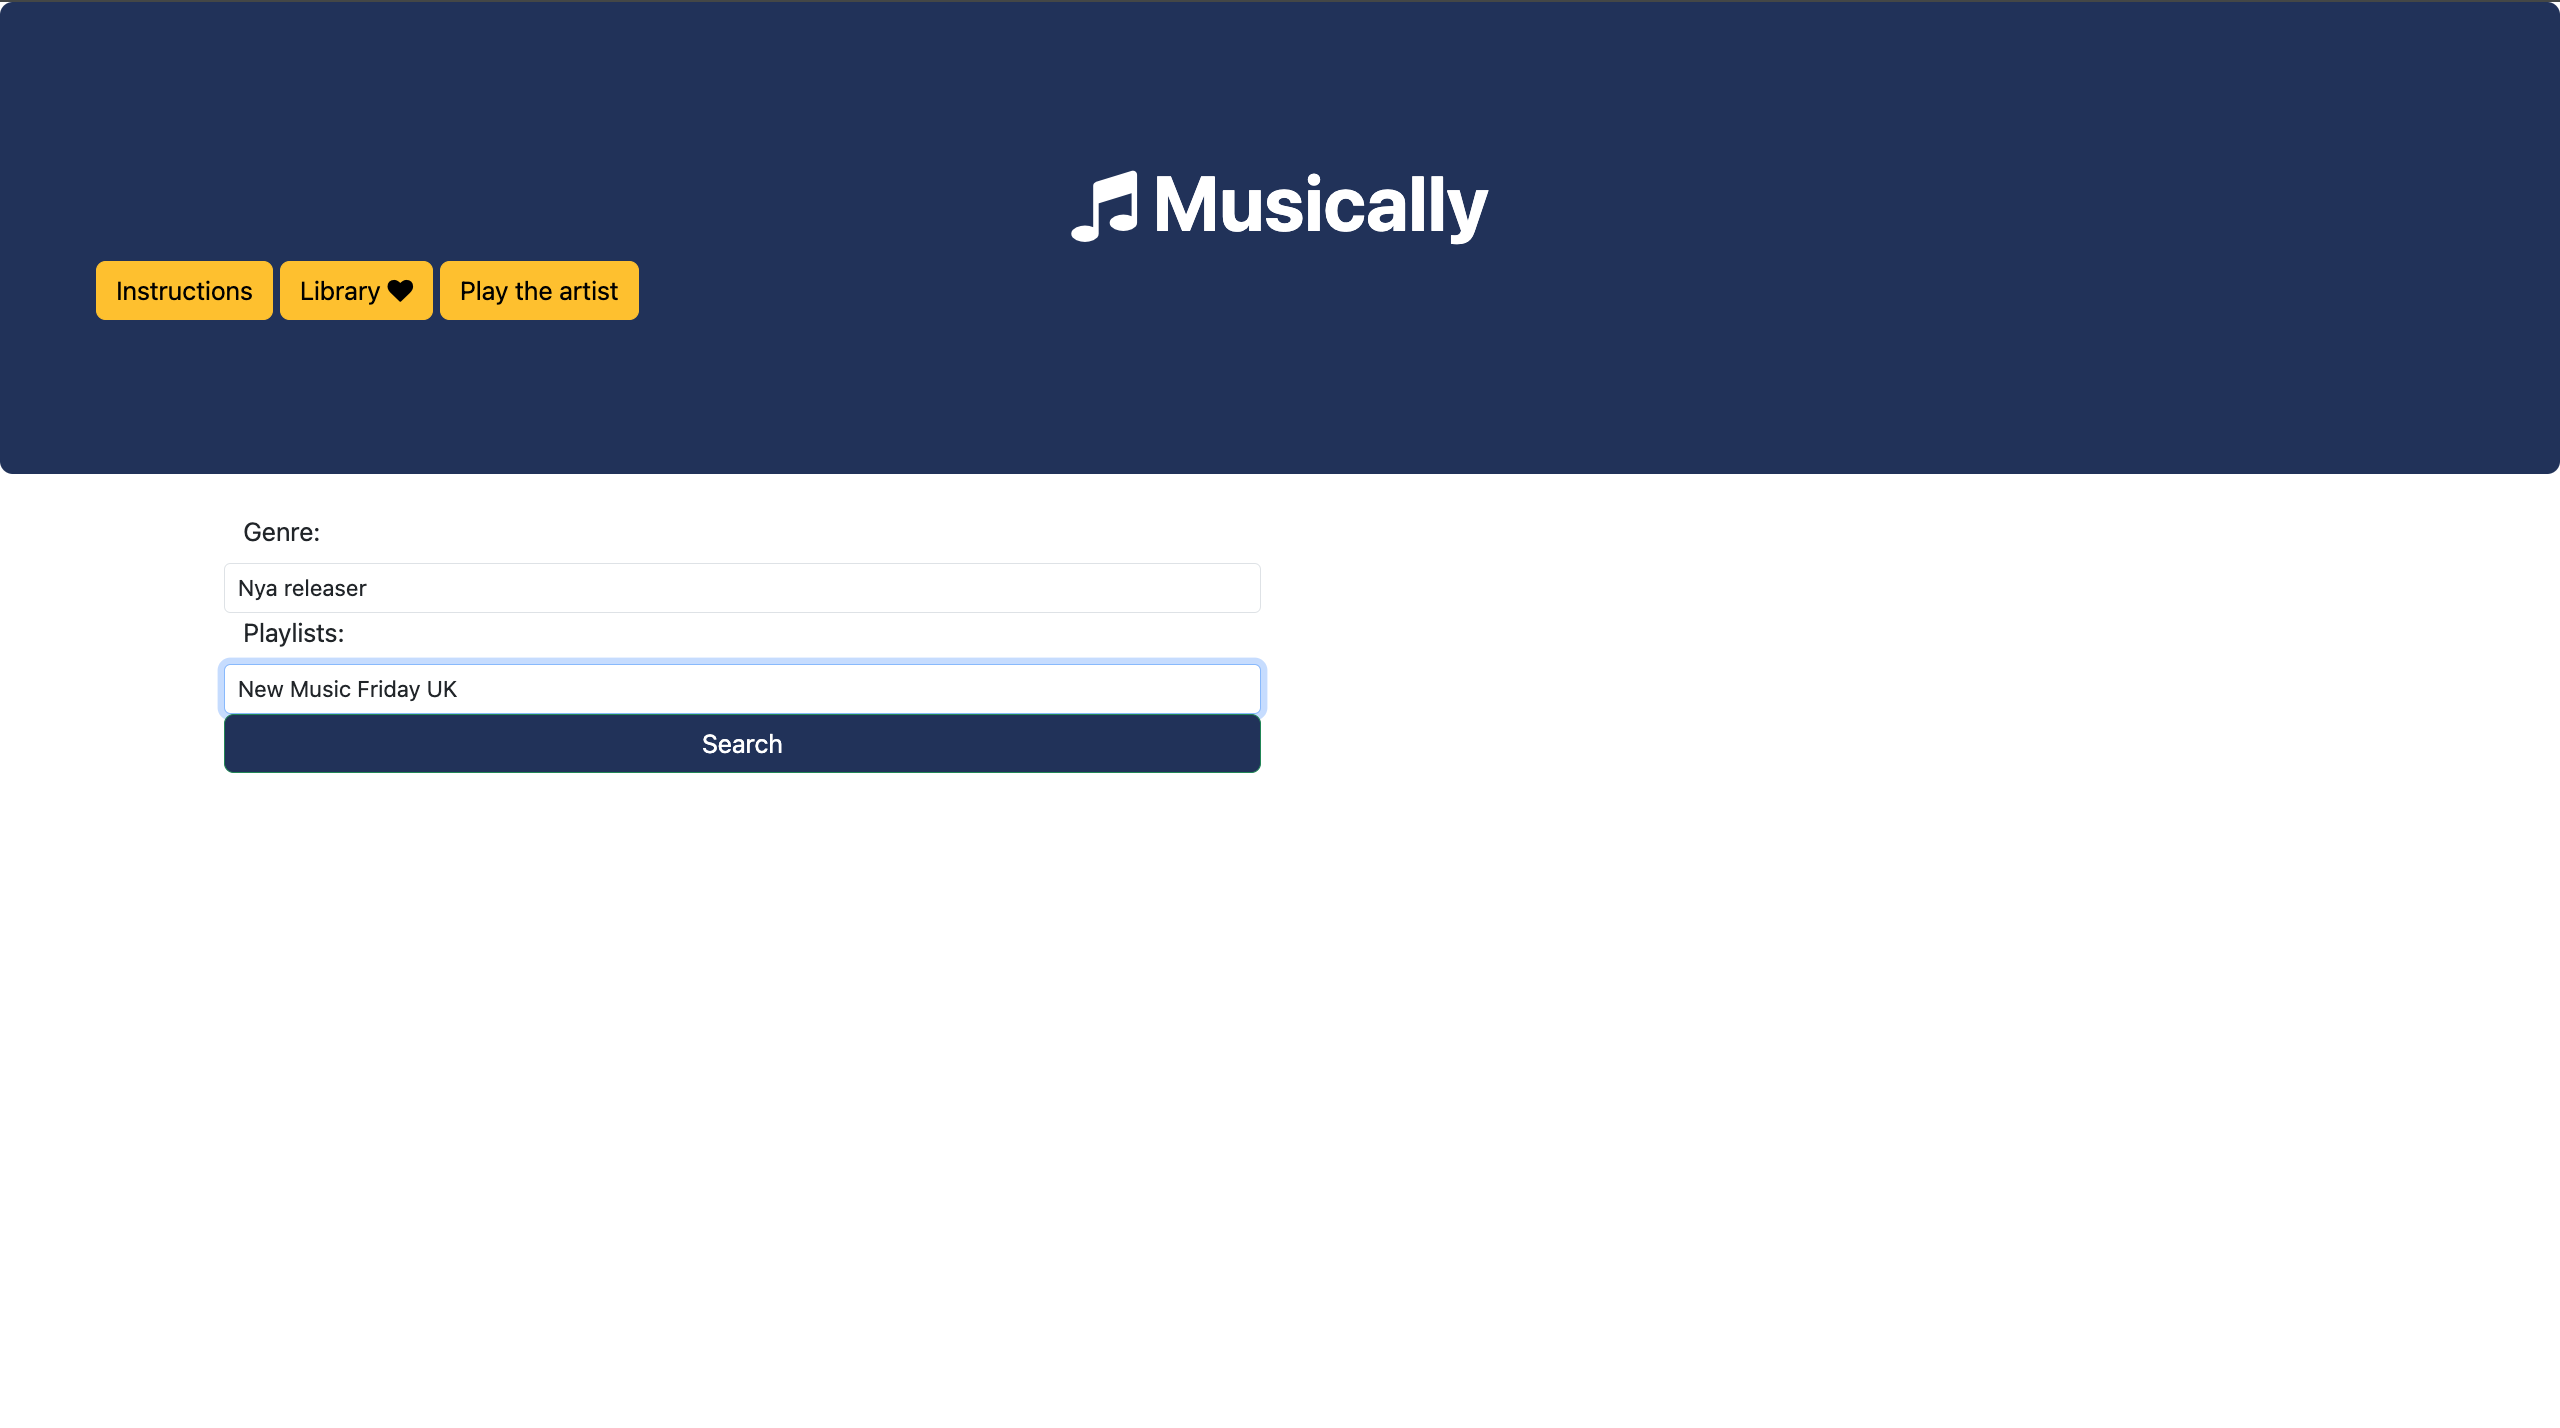 Musically
Instructions Library Play the artist
Genre:
Nya releaser
Playlists:
New Music Friday UK
Search